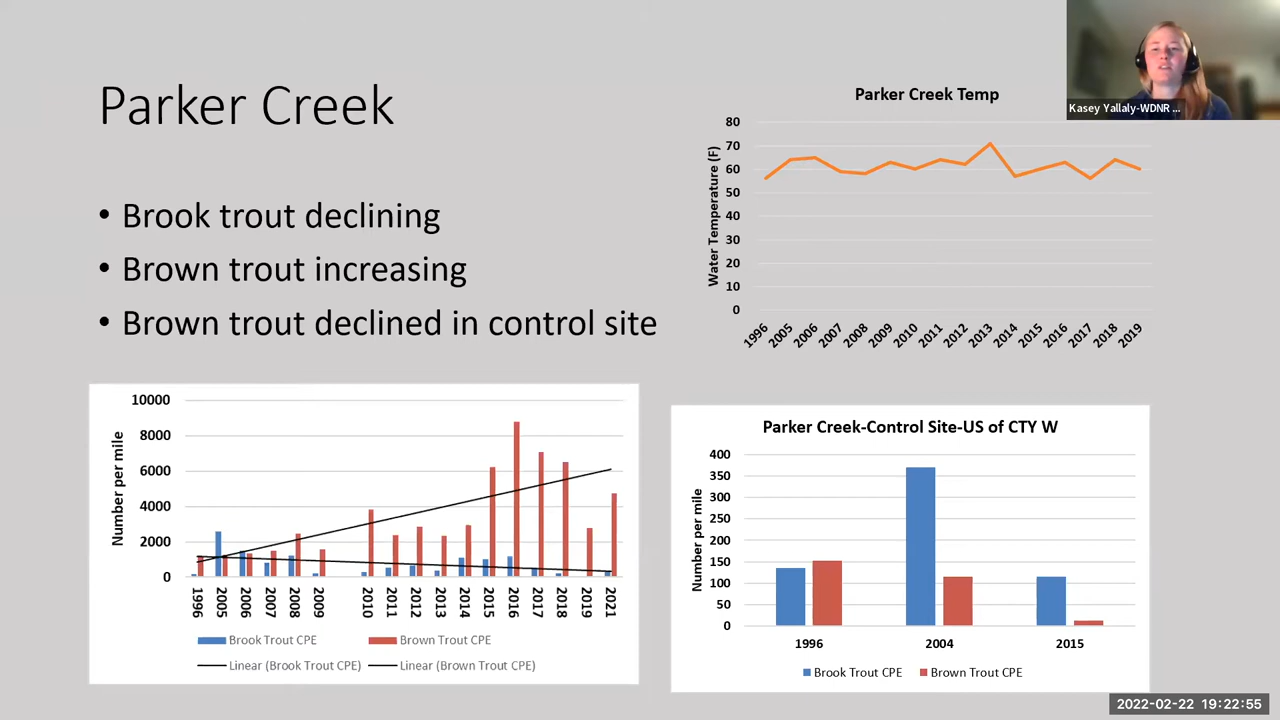 Parker Creek
• Brook trout declining
• Brown trout increasing
• Brown trout declined in control site
Parker Creek Temp
Water Temperature (F)
80
70
60
50
40
30
20
10
0
1996 2005 2006 2007 2008 2009 2010 2011 2012 2013 2014 2015 2016 2017 2018 2019
Kasey Yallaly-WDNR ...
Number per mile
10000
8000
6000
4000
2000
0
1996 2005 2006 2007 2008 2009 2010 2011 2012 2013 2014 2015 2016 2017 2018 2019 2021
Brook Trout CPE Brown Trout CPE
Linear (Brook Trout CPE) Linear (Brown Trout CPE)
Parker Creek-Control Site-US of CTY W
Number per mile
400
350
300
250
200
150
100
50
0
1996 2004 2015
Brook Trout CPE Brown Trout CPE
2022-02-22 19:22:55